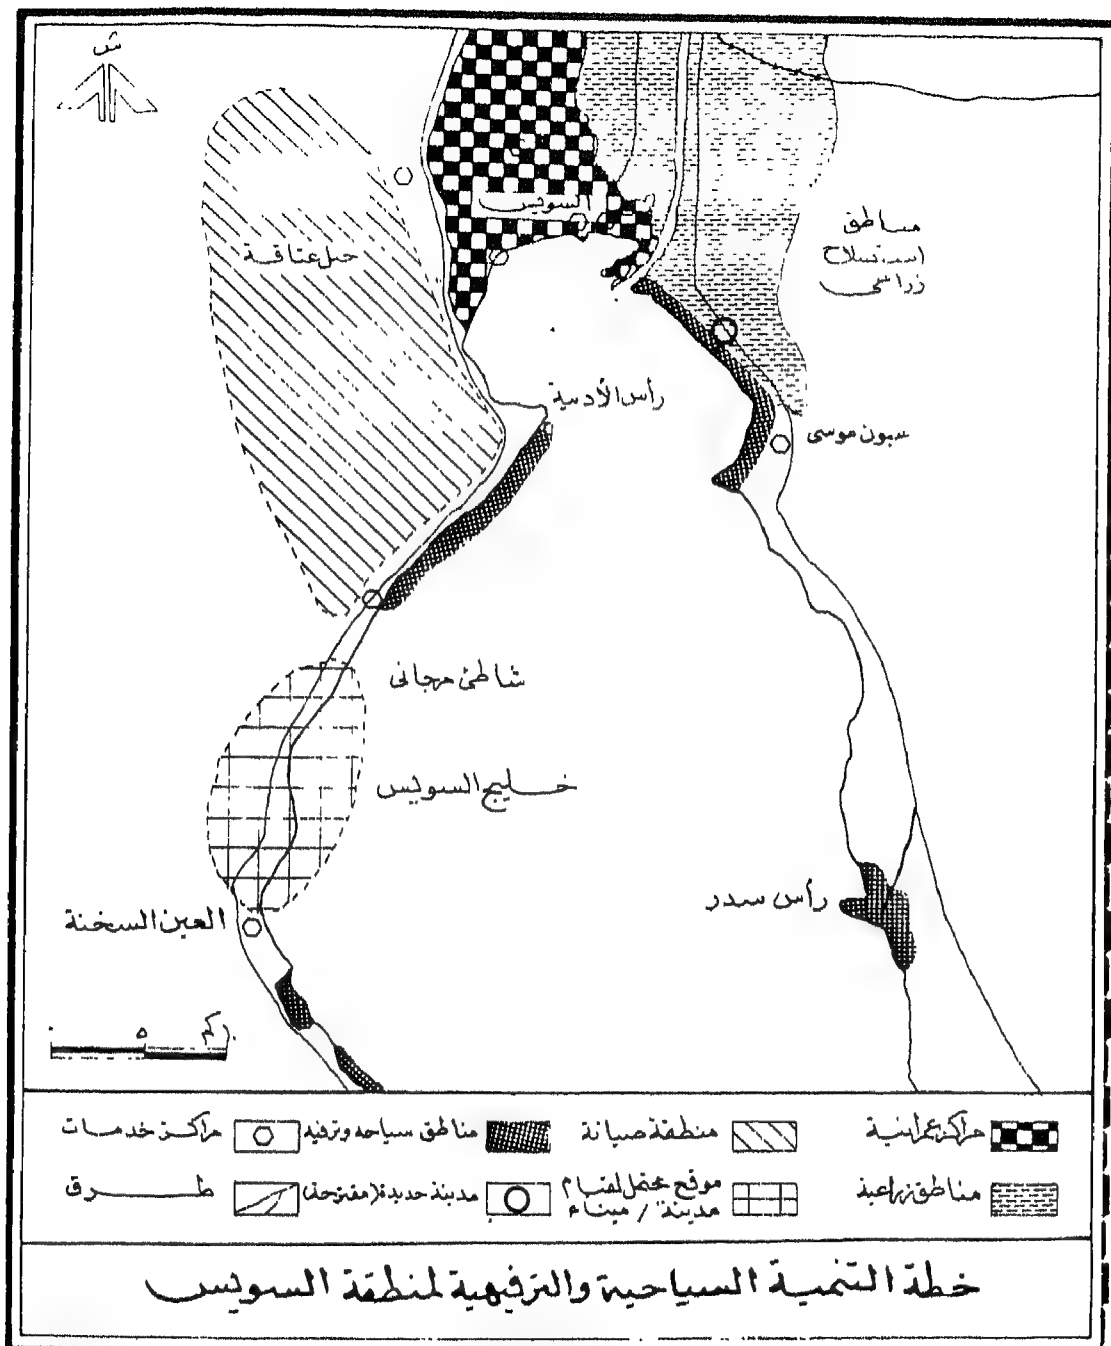 ش
السويس
جبل عتاقة
مناطق
استصلاح
زراعي
رأس الأدبية
عيون موسى
شاطئ مرجانى
خليج السويس
رأس سدر
العين السخنة
٥
كم
مراكز عمرانية
منطقة صيانة
مناطق سياحه وترفيه
مراكز خدمات
مناطق زراعية
موقع محتمل لقيام
مدينة / ميناء
مدينة جديدة (مقترحة)
طرق
خطة التنمية السياحية والترفيهية لمنطقة السويس